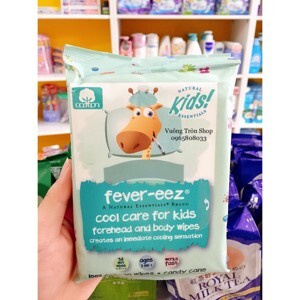 cotton
NATURAL
Kids!
ESSENTIALS
Vuông Tròn Shop
0965808033
fever-eez®
A NATURAL ESSENTIALS BRAND
cool care for kids
forehead and body wipes
creates an immediate cooling sensation
ages
ROYAL
MILK TEA